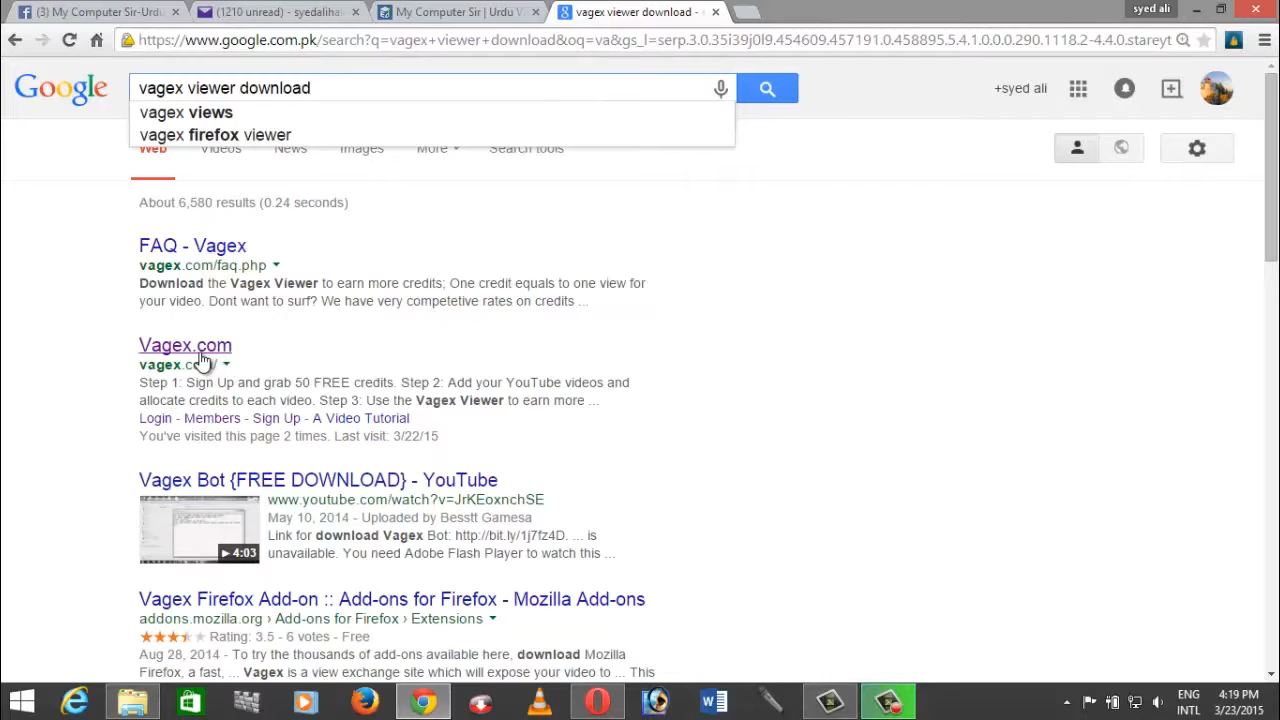 (3) My Computer Sir-Urdu
(1210 unread) - syedaliha
My Computer Sir | Urdu V
vagex viewer download -
syed ali
https://www.google.com.pk/search?q=vagex+viewer+download&oq=va&gs_l=serp.3.0.35i39j0l9.454609.457191.0.458895.5.4.1.0.0.0.290.1118.2-4.4.0.stareyt
Google
vagex viewer download
+syed ali
vagex views
vagex firefox viewer
Web Videos News Images More Search tools
About 6,580 results (0.24 seconds)
FAQ - Vagex
vagex.com/faq.php
Download the Vagex Viewer to earn more credits; One credit equals to one view for
your video. Dont want to surf? We have very competetive rates on credits ...
Vagex.com
vagex.co /
Step 1: Sign Up and grab 50 FREE credits. Step 2: Add your YouTube videos and
allocate credits to each video. Step 3: Use the Vagex Viewer to earn more ...
Login - Members - Sign Up - A Video Tutorial
You've visited this page 2 times. Last visit: 3/22/15
Vagex Bot {FREE DOWNLOAD} - YouTube
www.youtube.com/watch?v=JrKEoxnchSE
May 10, 2014 - Uploaded by Besstt Gamesa
Link for download Vagex Bot: http://bit.ly/1j7fz4D. ... is
unavailable. You need Adobe Flash Player to watch this ...
4:03
Vagex Firefox Add-on :: Add-ons for Firefox - Mozilla Add-ons
addons.mozilla.org › Add-ons for Firefox › Extensions
Rating: 3.5 - 6 votes - Free
Aug 28, 2014 - To try the thousands of add-ons available here, download Mozilla
Firefox, a fast, ... Vagex is a view exchange site which will expose your video to ... This
ENG
INTL
4:19 PM
3/23/2015